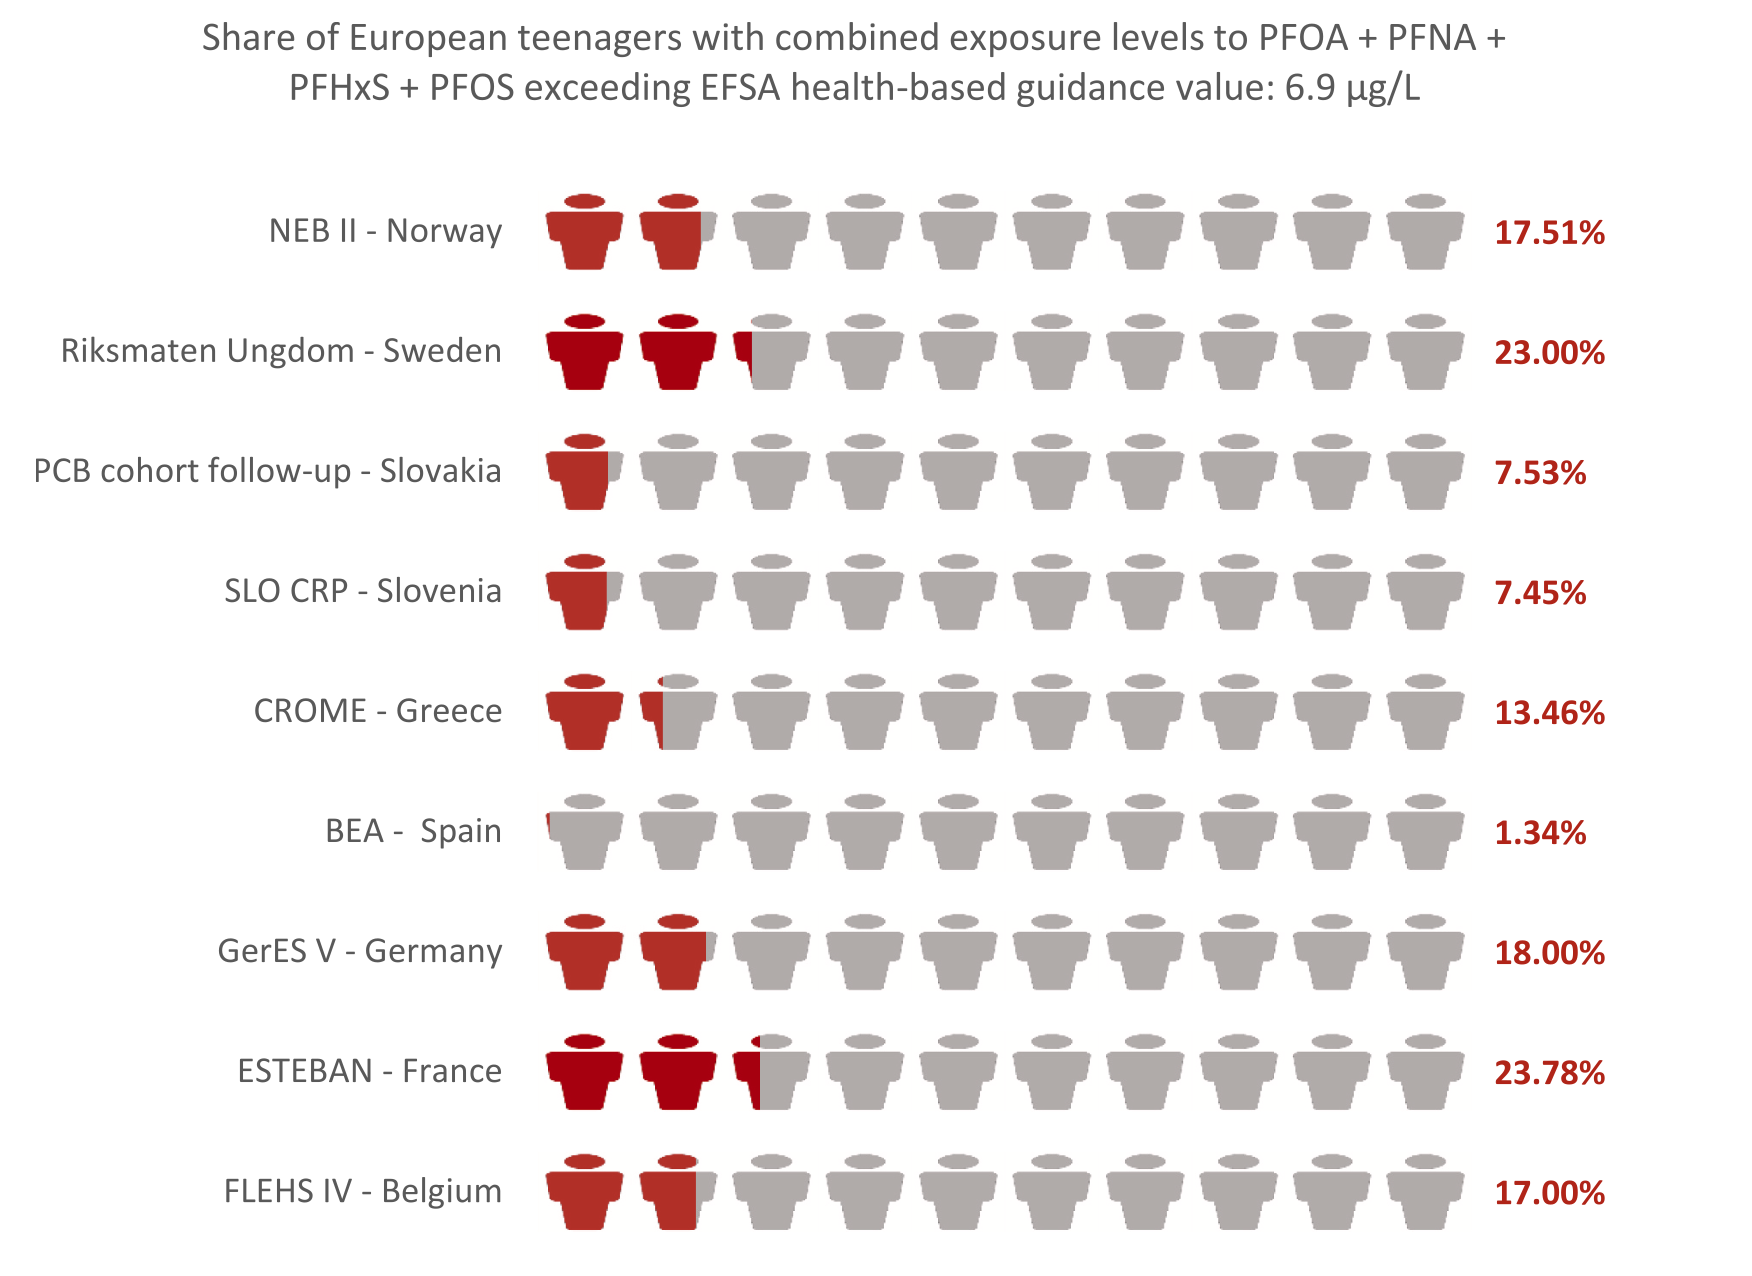 Share of European teenagers with combined exposure levels to PFOA + PFNA +
PFHxS + PFOS exceeding EFSA health-based guidance value: 6.9 µg/L
NEB II - Norway 17.51%
Riksmaten Ungdom - Sweden 23.00%
PCB cohort follow-up - Slovakia 7.53%
SLO CRP - Slovenia 7.45%
CROME - Greece 13.46%
BEA -  Spain 1.34%
GerES V - Germany 18.00%
ESTEBAN - France 23.78%
FLEHS IV - Belgium 17.00%